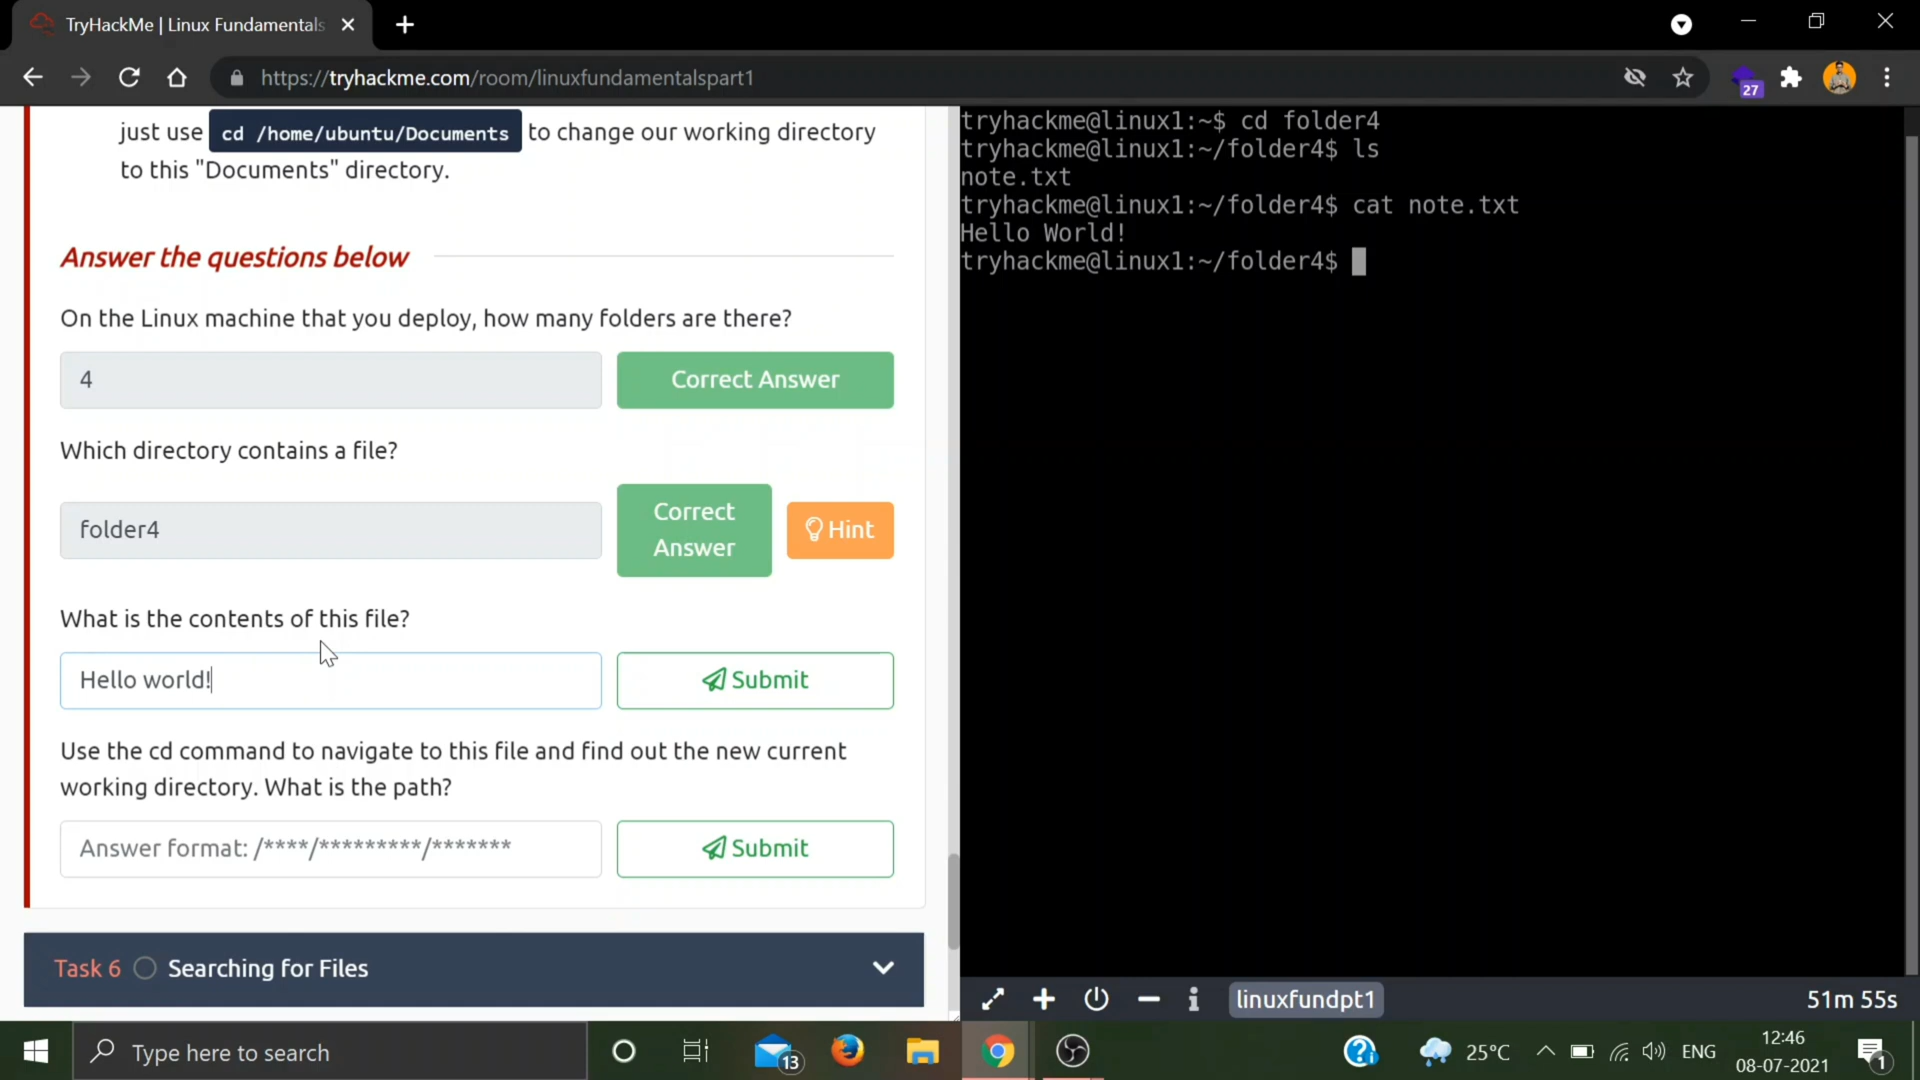 TryHackMe | Linux Fundamentals
https://tryhackme.com/room/linuxfundamentalspart1
27
just use cd /home/ubuntu/Documents to change our working directory
to this "Documents" directory.
Answer the questions below
On the Linux machine that you deploy, how many folders are there?
4
Correct Answer
Which directory contains a file?
folder4
Correct
Answer
Hint
What is the contents of this file?
Hello world!
Submit
Use the cd command to navigate to this file and find out the new current
working directory. What is the path?
Answer format: /****/*********/*******
Submit
Task 6 Searching for Files
tryhackme@linux1:~$ cd folder4
tryhackme@linux1:~/folder4$ ls
note.txt
tryhackme@linux1:~/folder4$ cat note.txt
Hello World!
tryhackme@linux1:~/folder4$
linuxfundpt1
51m 55s
Type here to search
13
25°C
ENG
12:46
08-07-2021
1